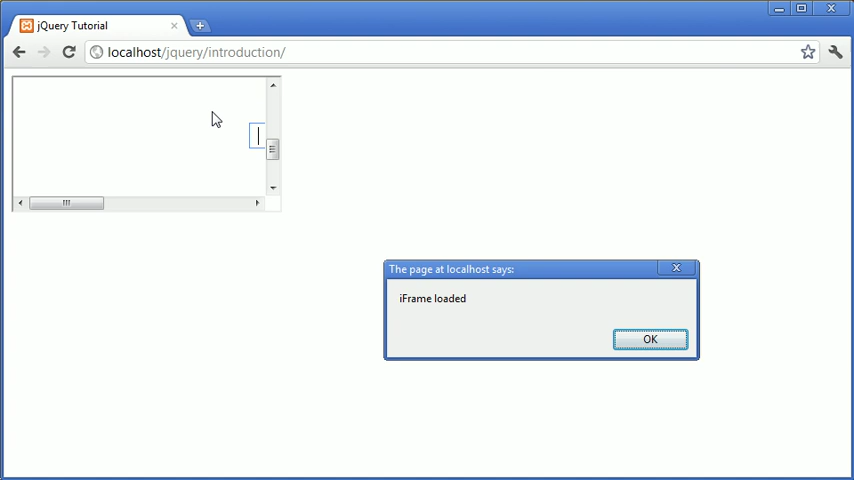 jQuery Tutorial
localhost/jquery/introduction/
The page at localhost says:
iFrame loaded
OK